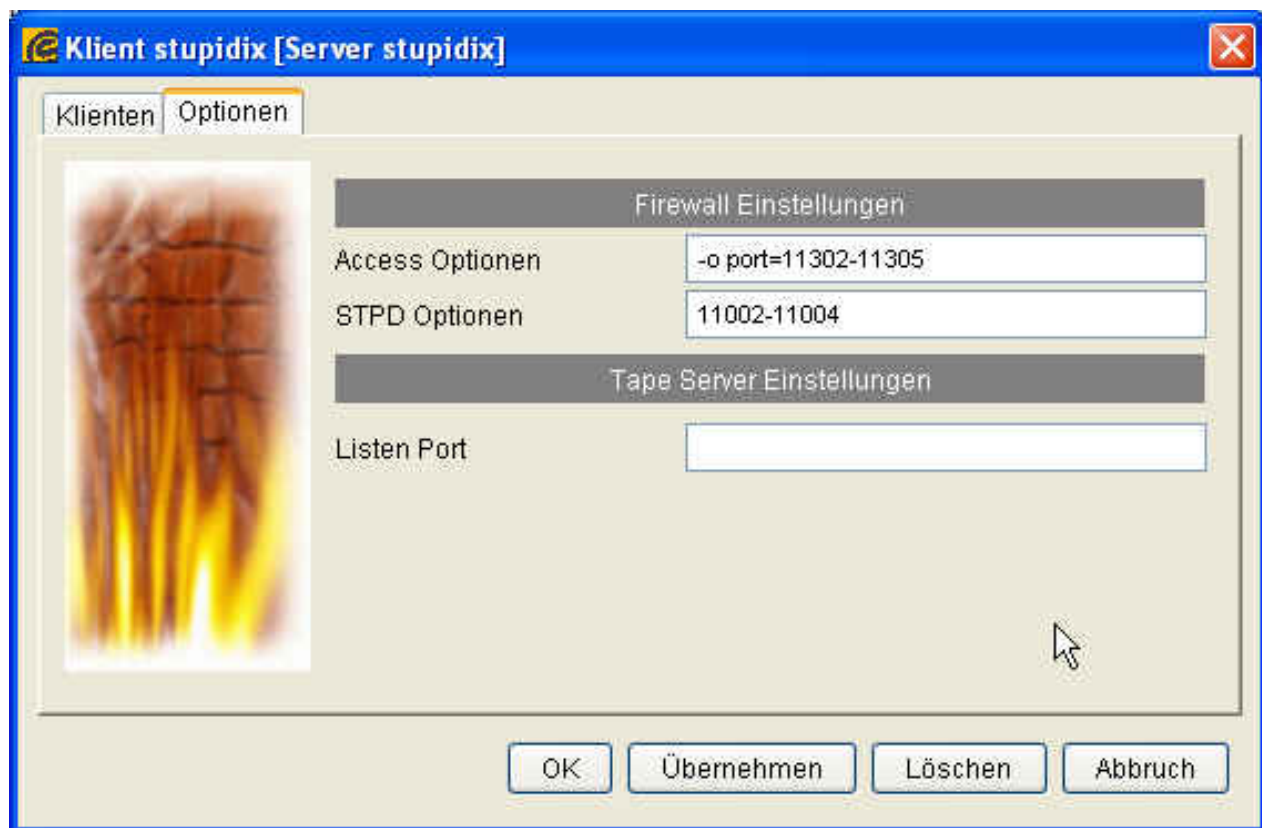 Klient stupidix [Server stupidix]
Klienten Optionen
Firewall Einstellungen
Access Optionen -o port=11302-11305
STPD Optionen 11002-11004
Tape Server Einstellungen
Listen Port
OK Übernehmen Löschen Abbruch